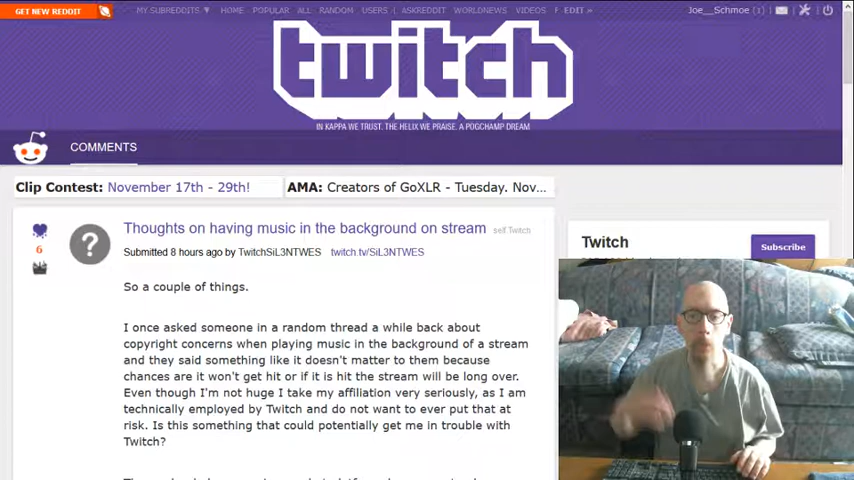 GET NEW REDDIT
MY SUBREDDITS ▼ HOME POPULAR ALL RANDOM USERS | ASKREDDIT WORLDNEWS VIDEOS F EDIT »
Joe__Schmoe (1)
twitch
IN KAPPA WE TRUST. THE HELIX WE PRAISE. A POGCHAMP DREAM
COMMENTS
Clip Contest: November 17th - 29th!
AMA: Creators of GoXLR - Tuesday. Nov...
Thoughts on having music in the background on stream self.Twitch
6
?
Submitted 8 hours ago by TwitchSiL3NTWES twitch.tv/SiL3NTWES
Twitch
Subscribe
So a couple of things.
I once asked someone in a random thread a while back about
copyright concerns when playing music in the background of a stream
and they said something like it doesn't matter to them because
chances are it won't get hit or if it is hit the stream will be long over.
Even though I'm not huge I take my affiliation very seriously, as I am
technically employed by Twitch and do not want to ever put that at
risk. Is this something that could potentially get me in trouble with
Twitch?